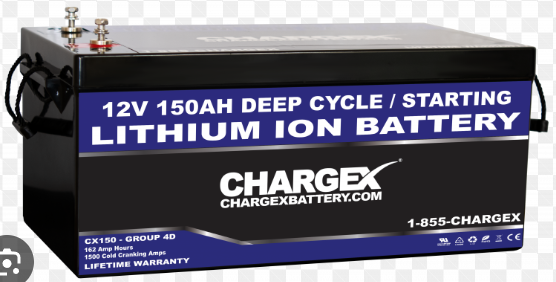 12V 150AH DEEP CYCLE / STARTING
LITHIUM ION BATTERY
CHARGEX
CHARGEXBATTERY.COM
1-855-CHARGEX
CX150 - GROUP 4D
162 Amp Hours
1500 Cold Cranking Amps
LIFETIME WARRANTY